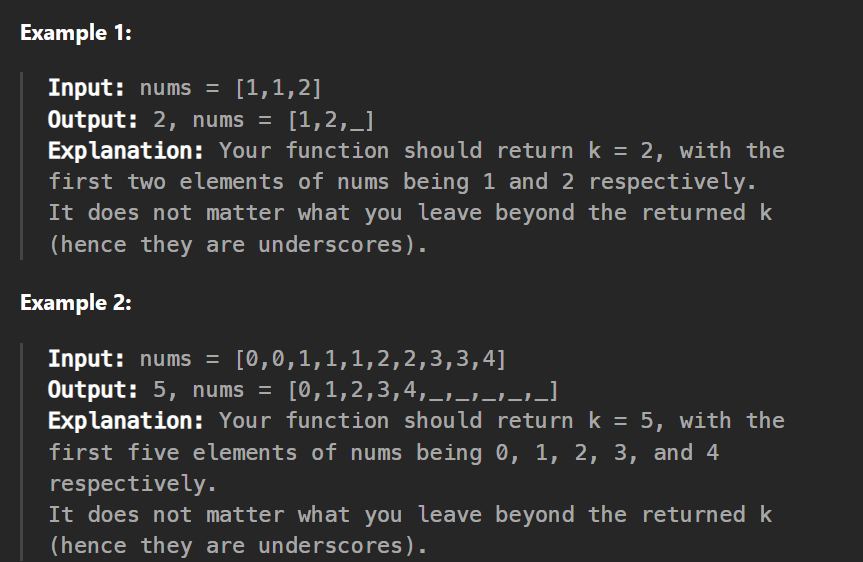 Example 1:
Input: nums = [1,1,2]
Output: 2, nums = [1,2,_]
Explanation: Your function should return k = 2, with the
first two elements of nums being 1 and 2 respectively.
It does not matter what you leave beyond the returned k
(hence they are underscores).
Example 2:
Input: nums = [0,0,1,1,1,2,2,3,3,4]
Output: 5, nums = [0,1,2,3,4,_,_,_,_,_]
Explanation: Your function should return k = 5, with the
first five elements of nums being 0, 1, 2, 3, and 4
respectively.
It does not matter what you leave beyond the returned k
(hence they are underscores).